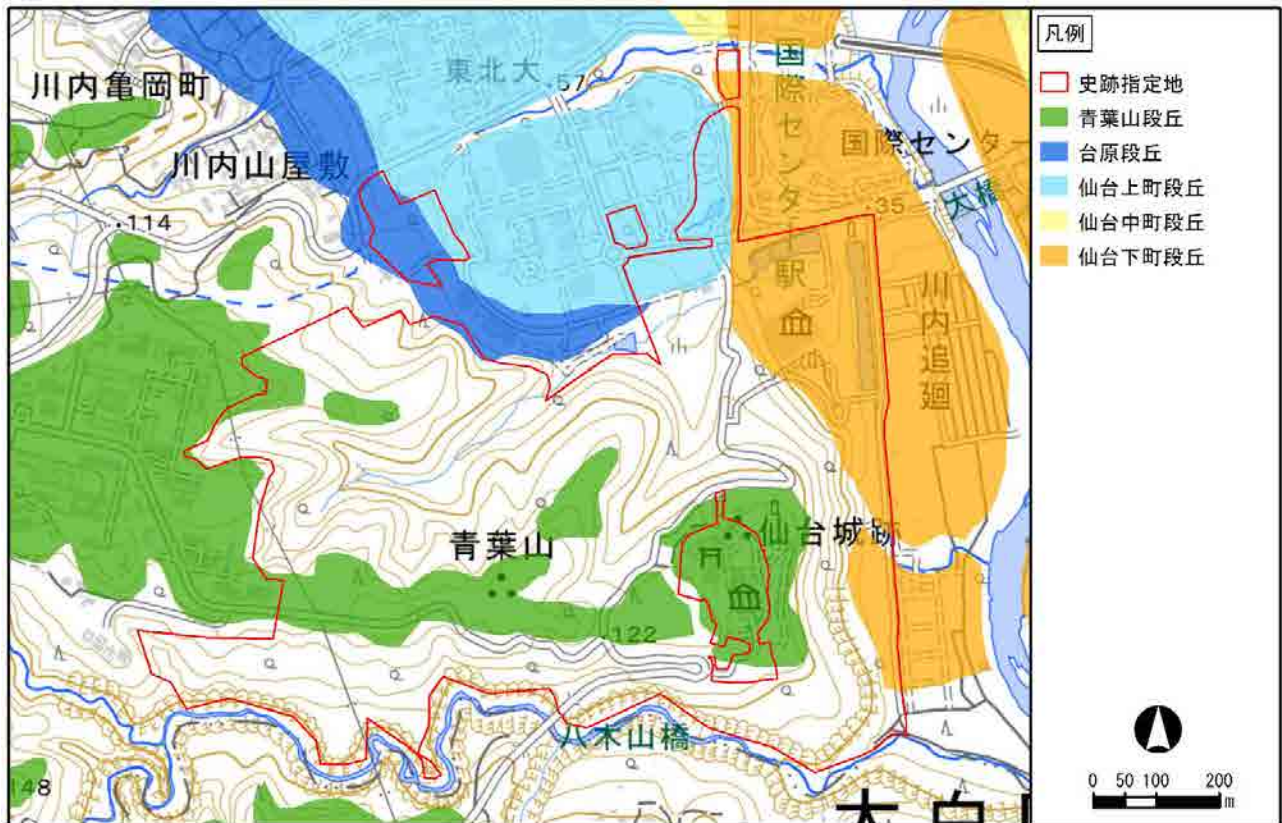 川内亀岡町
東北大
57
国際センター駅
国際センター
川内山屋敷
大橋
114
35
川内追廻
仙台城跡
青葉山
122
八木山橋
148
凡例
史跡指定地
青葉山段丘
台原段丘
仙台上町段丘
仙台中町段丘
仙台下町段丘
0 50 100 200
m